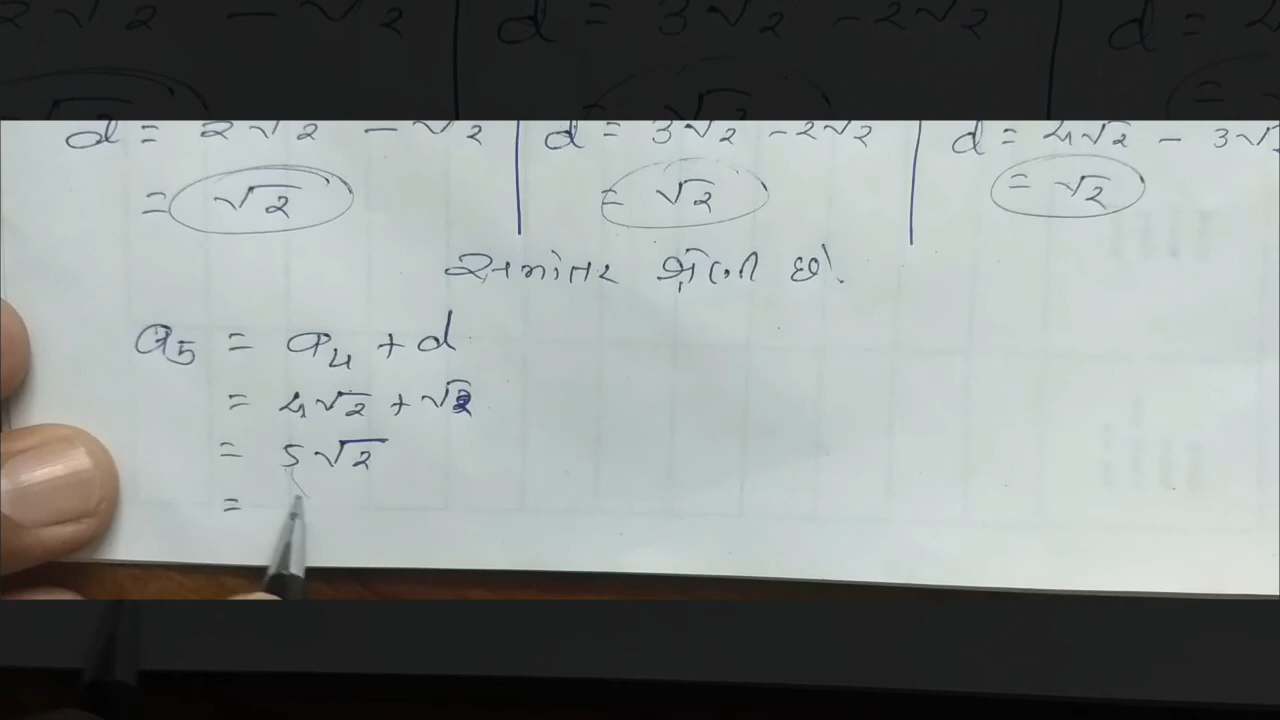 d = 2√2 - √2 d = 3√2 - 2√2 d = 4√2 - 3√2
= √2 = √2 = √2
સમાંતર શ્રેણી છે.
a5 = a4 + d
= 4√2 + √2
= 5√2
=